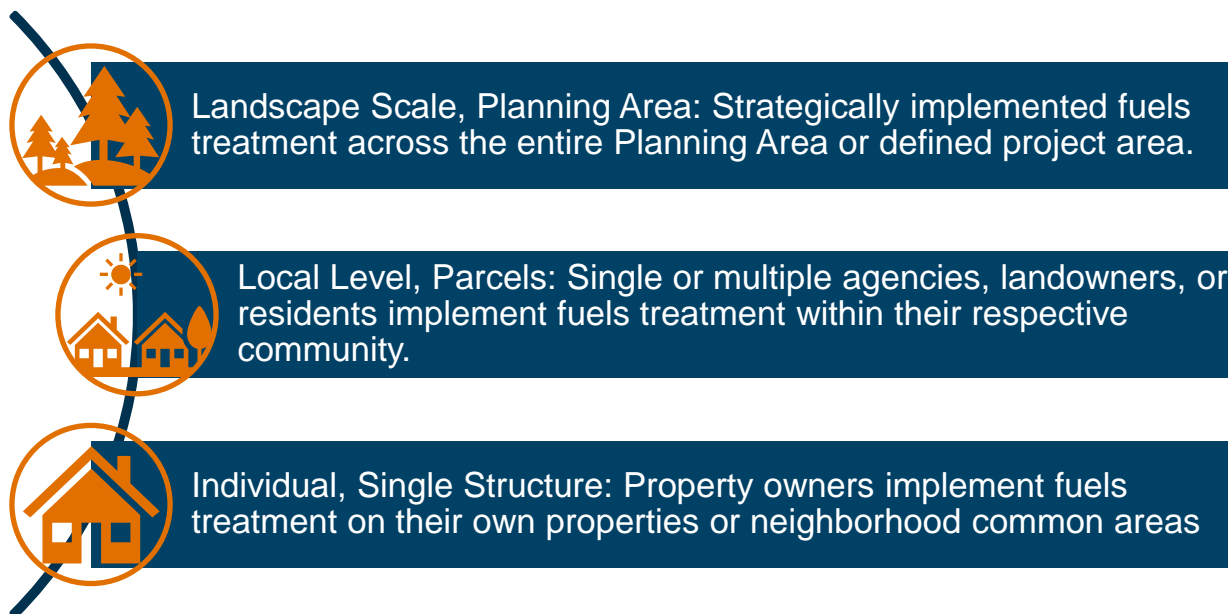 Landscape Scale, Planning Area: Strategically implemented fuels
treatment across the entire Planning Area or defined project area.
Local Level, Parcels: Single or multiple agencies, landowners, or
residents implement fuels treatment within their respective
community.
Individual, Single Structure: Property owners implement fuels
treatment on their own properties or neighborhood common areas